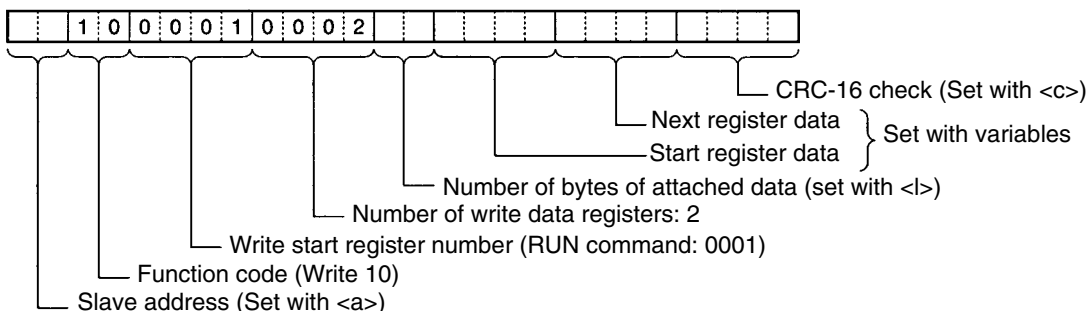 1 0 0 0 0 1 0 0 0 2
CRC-16 check (Set with <c>)
Next register data
Set with variables
Start register data
Number of bytes of attached data (set with <l>)
Number of write data registers: 2
Write start register number (RUN command: 0001)
Function code (Write 10)
Slave address (Set with <a>)